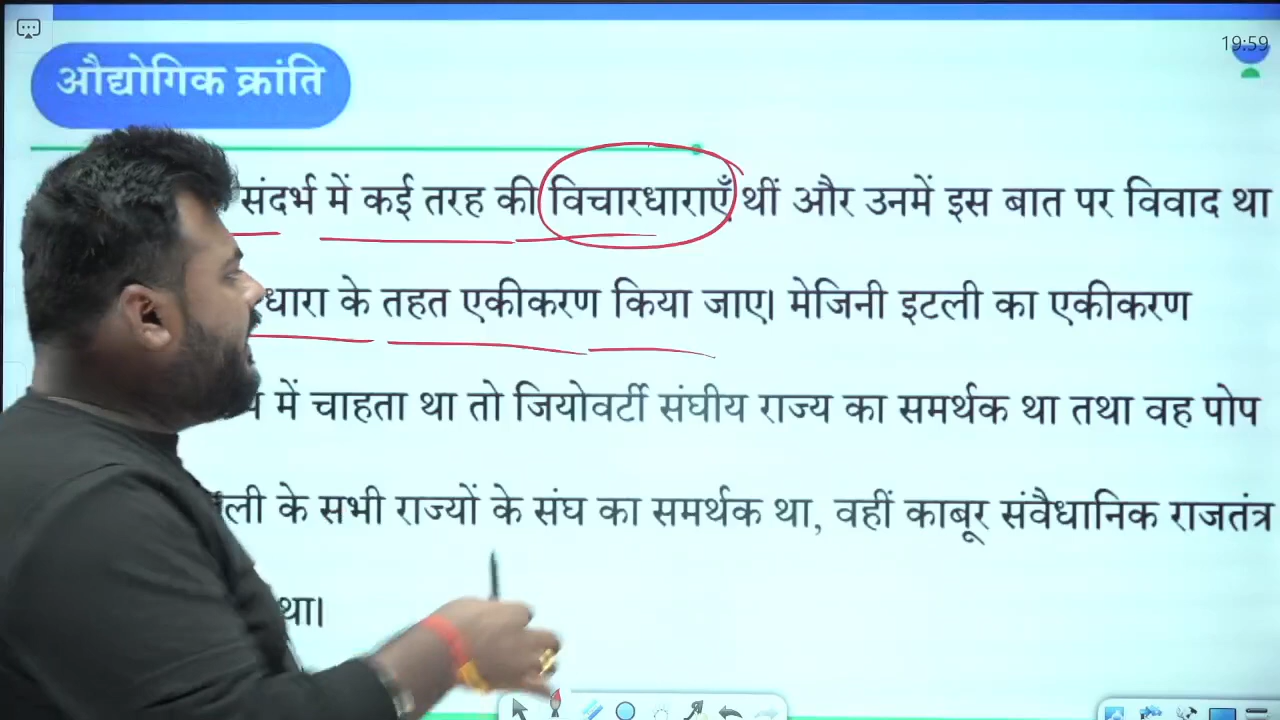 19:59
औद्योगिक क्रांति
संदर्भ में कई तरह की विचारधाराएँ थीं और उनमें इस बात पर विवाद था
धारा के तहत एकीकरण किया जाए। मेजिनी इटली का एकीकरण
में चाहता था तो जियोवर्टी संघीय राज्य का समर्थक था तथा वह पोप
के सभी राज्यों के संघ का समर्थक था, वहीं काबूर संवैधानिक राजतंत्र
था।